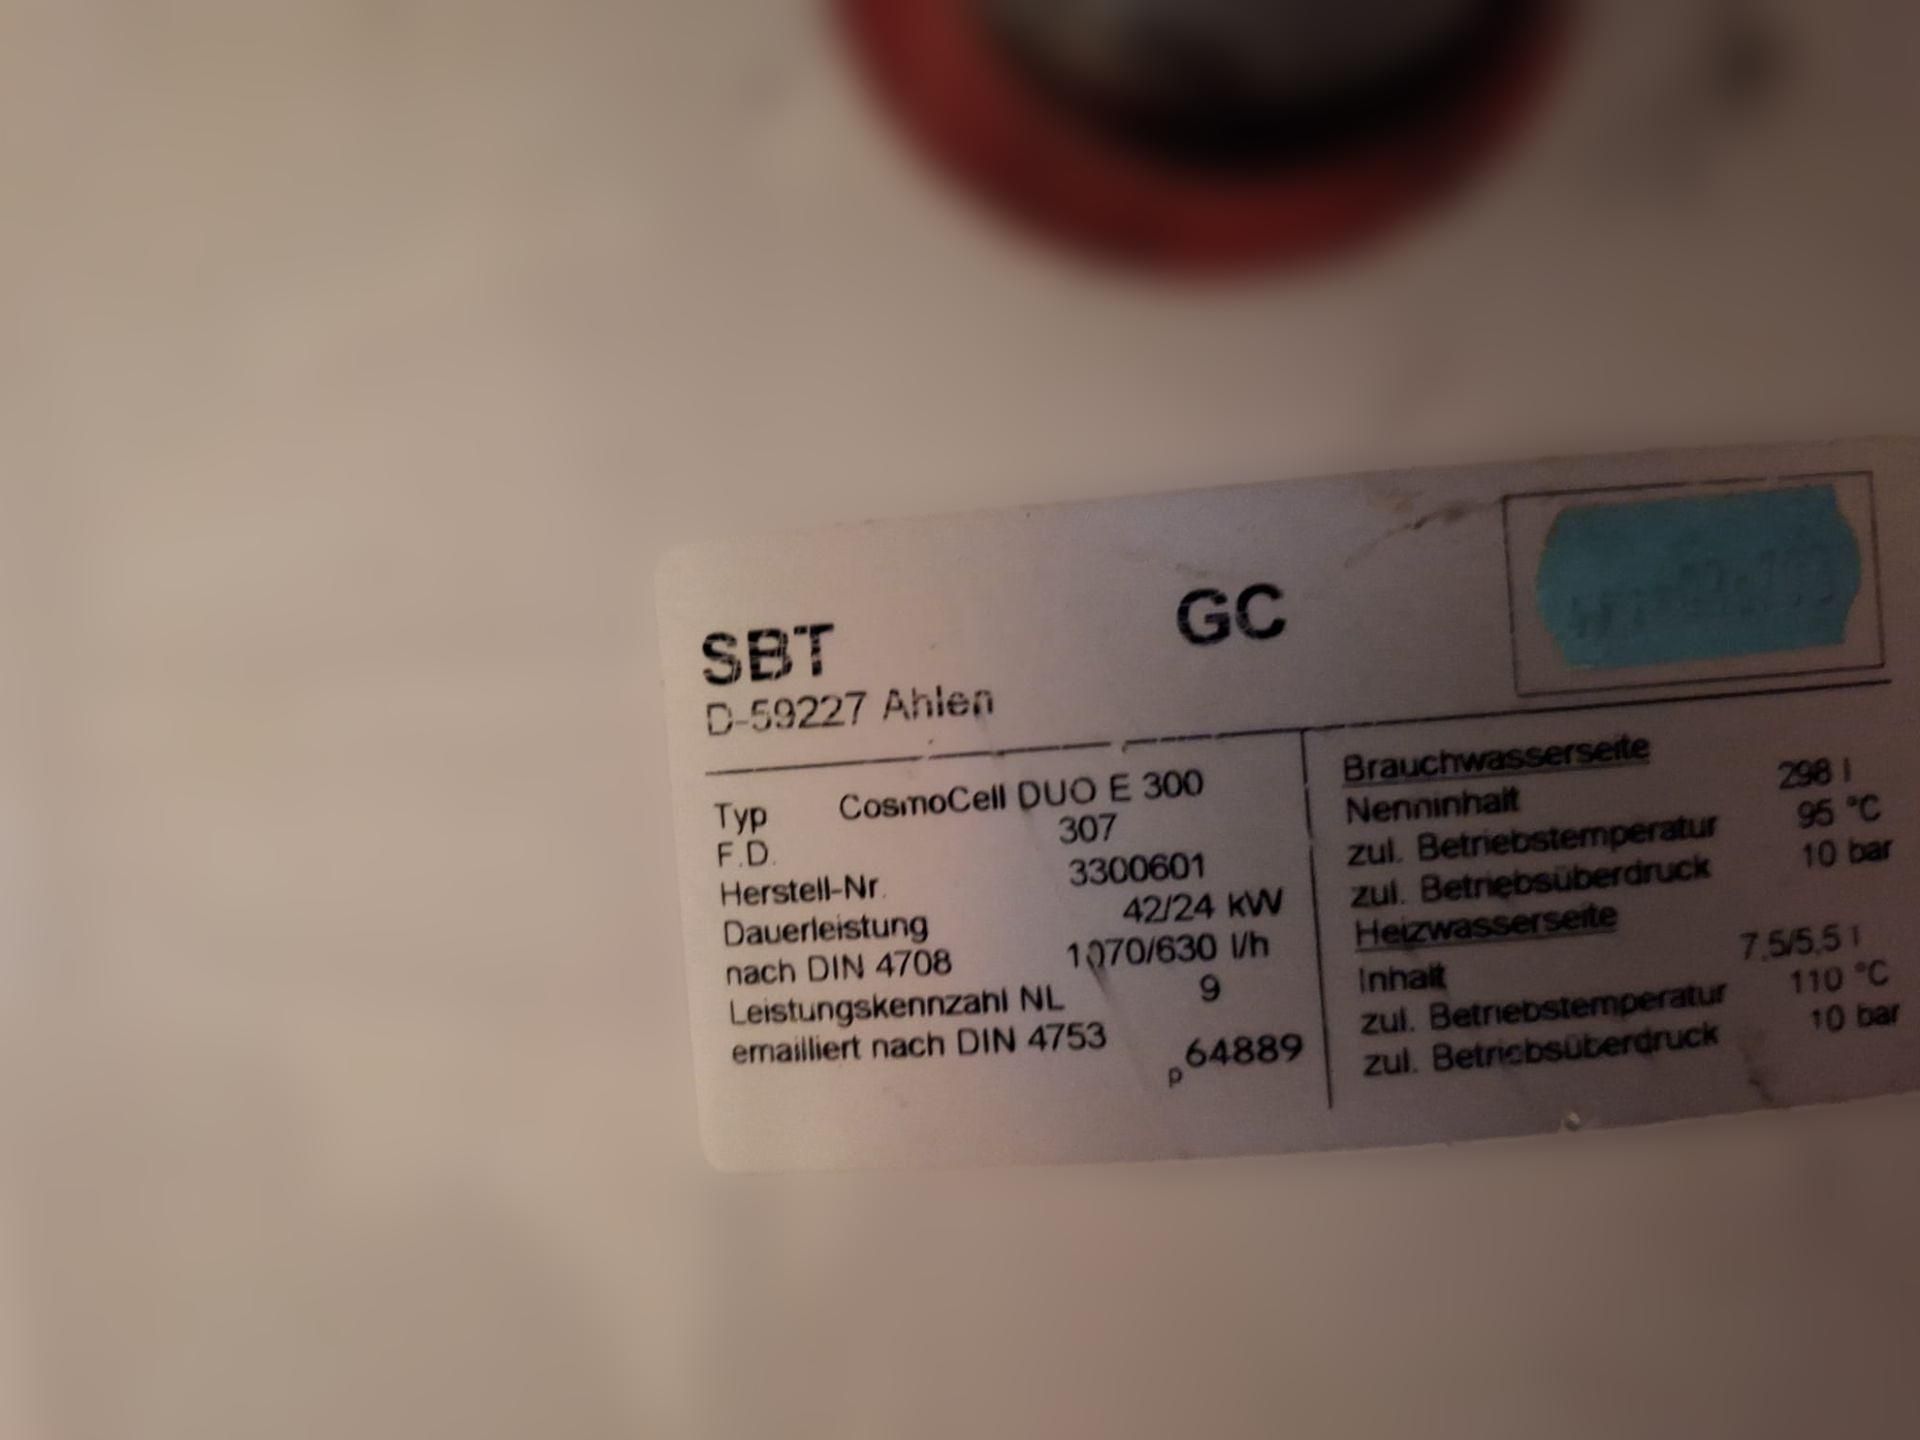 SBT
GC
D-59227 Ahlen
Typ CosmoCell DUO E 300
F.D. 307
Herstell-Nr. 3300601
Dauerleistung 42/24 kW
nach DIN 4708 1070/630 l/h
Leistungskennzahl NL 9
emailliert nach DIN 4753
p 64889
Brauchwasserseite
Nenninhalt 298 l
zul. Betriebstemperatur 95 °C
zul. Betriebsüberdruck 10 bar
Heizwasserseite
Inhalt 7,5/5,5 l
zul. Betriebstemperatur 110 °C
zul. Betriebsüberdruck 10 bar